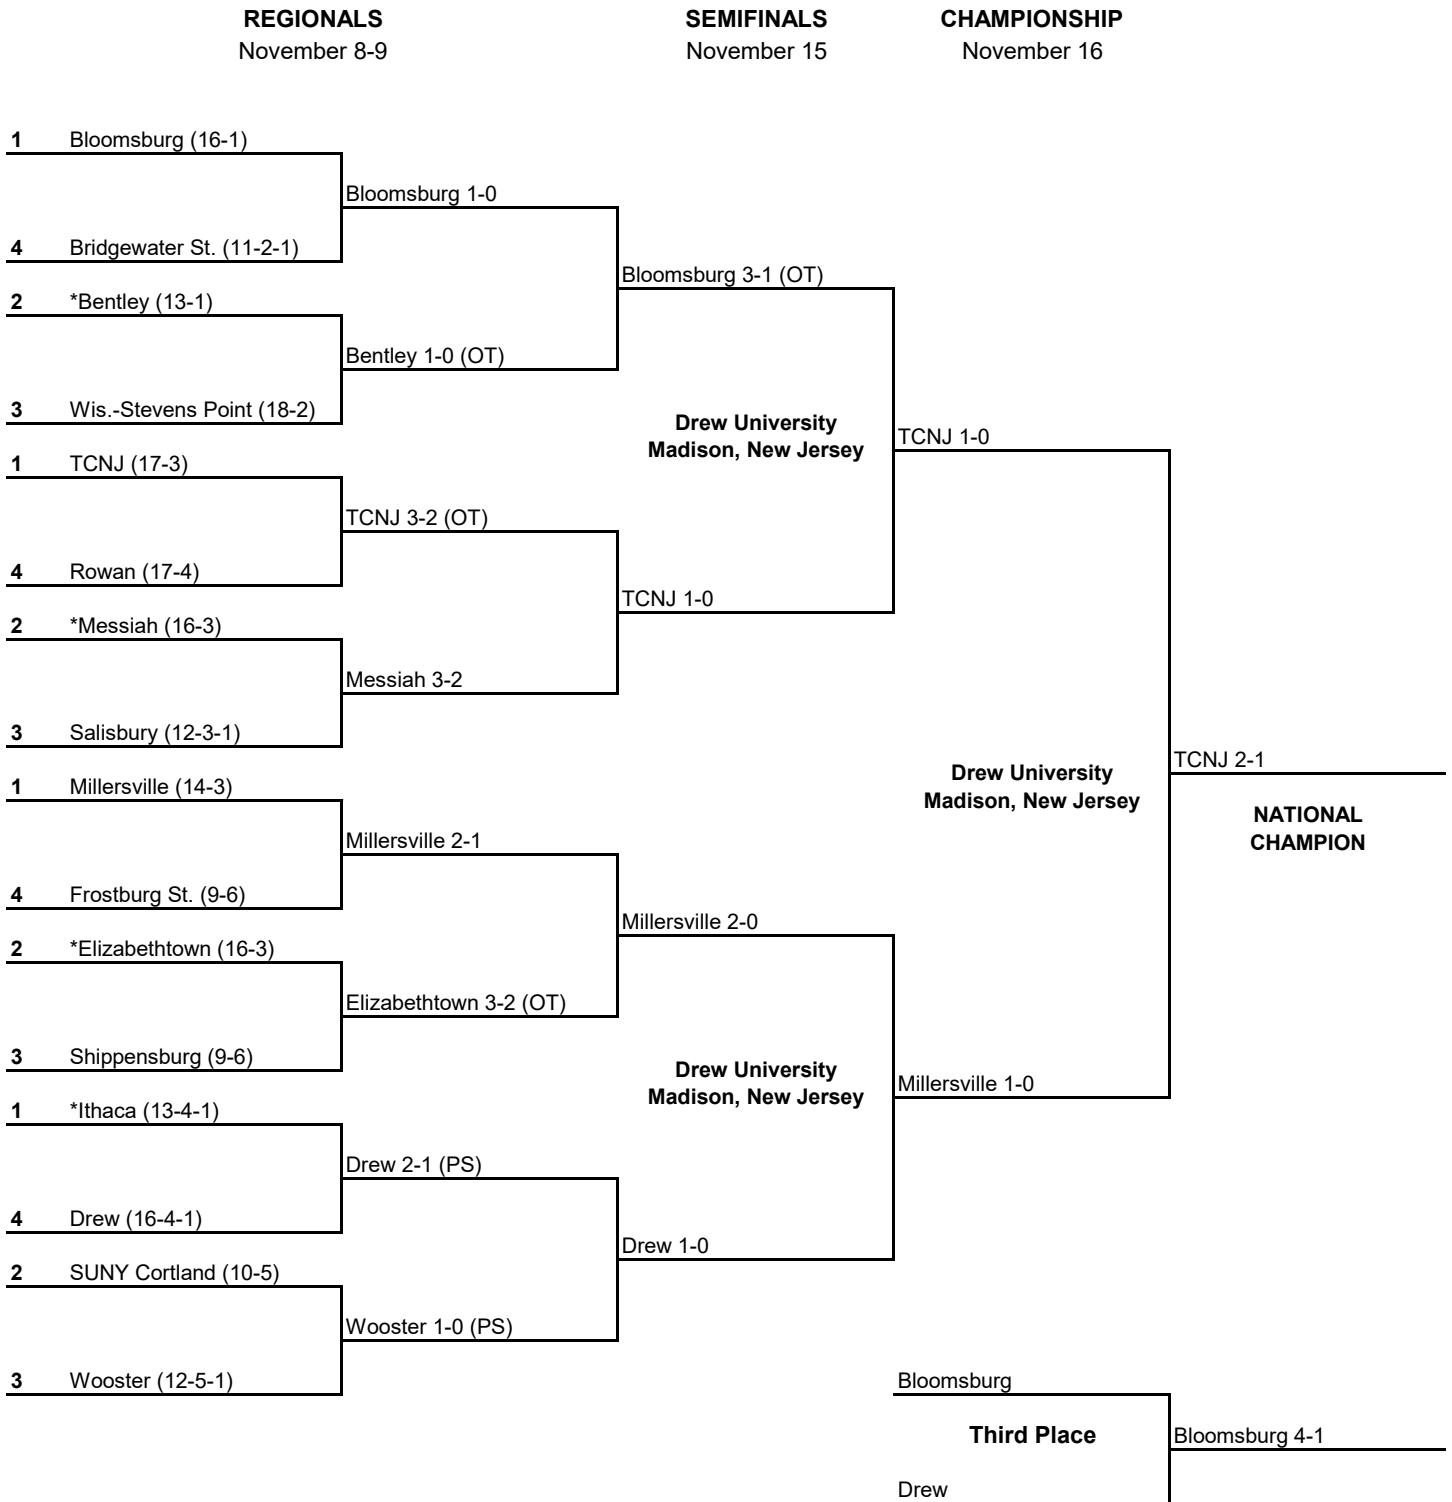 REGIONALS
November 8-9
SEMIFINALS
November 15
CHAMPIONSHIP
November 16
1 Bloomsburg (16-1)
Bloomsburg 1-0
4 Bridgewater St. (11-2-1)
Bloomsburg 3-1 (OT)
2 *Bentley (13-1)
Bentley 1-0 (OT)
3 Wis.-Stevens Point (18-2)
Drew University
Madison, New Jersey
TCNJ 1-0
1 TCNJ (17-3)
TCNJ 3-2 (OT)
4 Rowan (17-4)
TCNJ 1-0
2 *Messiah (16-3)
Messiah 3-2
3 Salisbury (12-3-1)
Drew University
Madison, New Jersey
TCNJ 2-1
NATIONAL
CHAMPION
1 Millersville (14-3)
Millersville 2-1
4 Frostburg St. (9-6)
Millersville 2-0
2 *Elizabethtown (16-3)
Elizabethtown 3-2 (OT)
3 Shippensburg (9-6)
Drew University
Madison, New Jersey
Millersville 1-0
1 *Ithaca (13-4-1)
Drew 2-1 (PS)
4 Drew (16-4-1)
Drew 1-0
2 SUNY Cortland (10-5)
Wooster 1-0 (PS)
3 Wooster (12-5-1)
Bloomsburg
Third Place
Bloomsburg 4-1
Drew